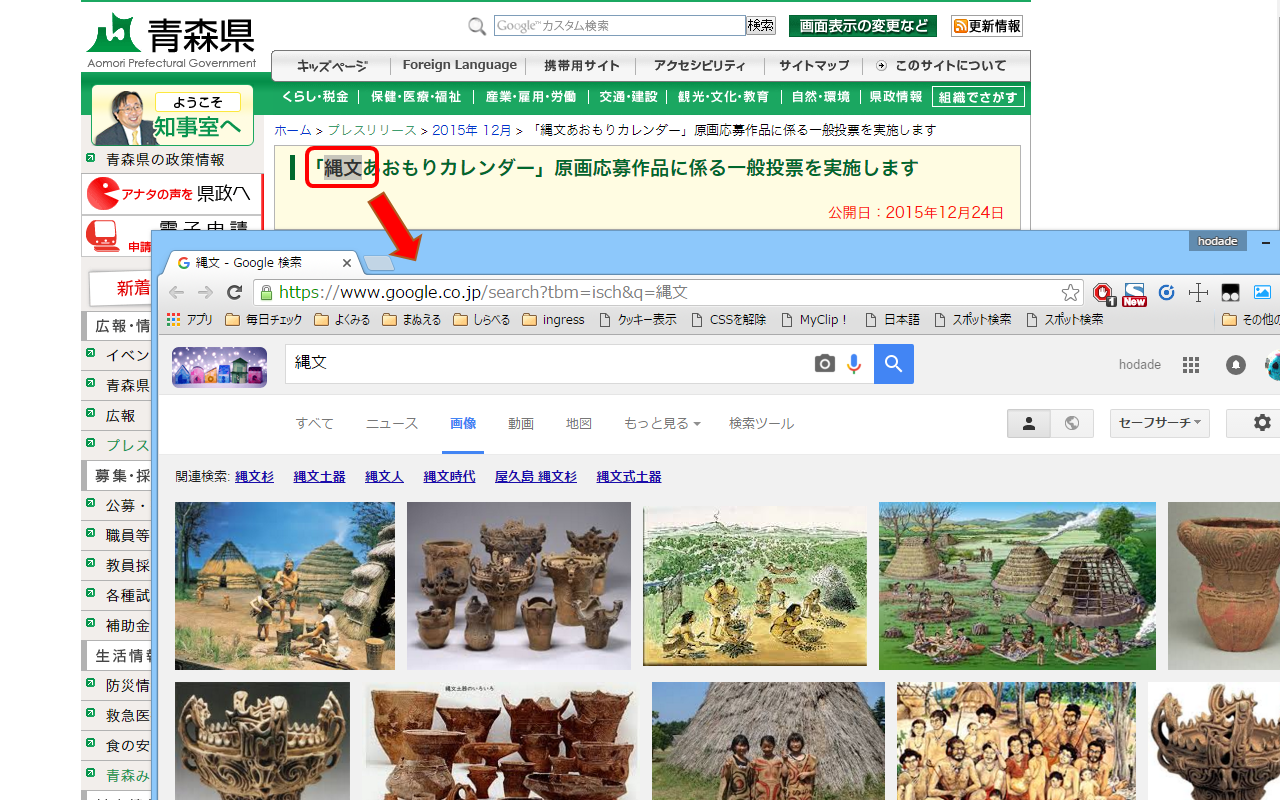 青森県
Aomori Prefectural Government
Google™ カスタム検索
検索
画面表示の変更など
更新情報
キッズページ
Foreign Language
携帯用サイト
アクセシビリティ
サイトマップ
このサイトについて
くらし・税金
保健・医療・福祉
産業・雇用・労働
交通・建設
観光・文化・教育
自然・環境
県政情報
組織でさがす
ようこそ
知事室へ
青森県の政策情報
アナタの声を 県政へ
電子申請
申請
新着
ホーム > プレスリリース > 2015年 12月 > 「縄文あおもりカレンダー」原画応募作品に係る一般投票を実施します
「縄文あおもりカレンダー」原画応募作品に係る一般投票を実施します
公開日：2015年12月24日
広報・情
イベン
青森県
広報
プレス
募集・採
公募・
職員等
教員採
各種試
補助金
生活情報
防災情
救急医
食の安
青森み
hodade
縄文 - Google 検索
https://www.google.co.jp/search?tbm=isch&q=縄文
1
New
アプリ
毎日チェック
よくみる
まぬえる
しらべる
ingress
クッキー表示
CSSを解除
MyClip！
日本語
スポット検索
スポット検索
その他の
縄文
hodade
すべて
ニュース
画像
動画
地図
もっと見る
検索ツール
セーフサーチ
関連検索: 縄文杉 縄文土器 縄文人 縄文時代 屋久島 縄文杉 縄文式土器
縄文土器のいろいろ